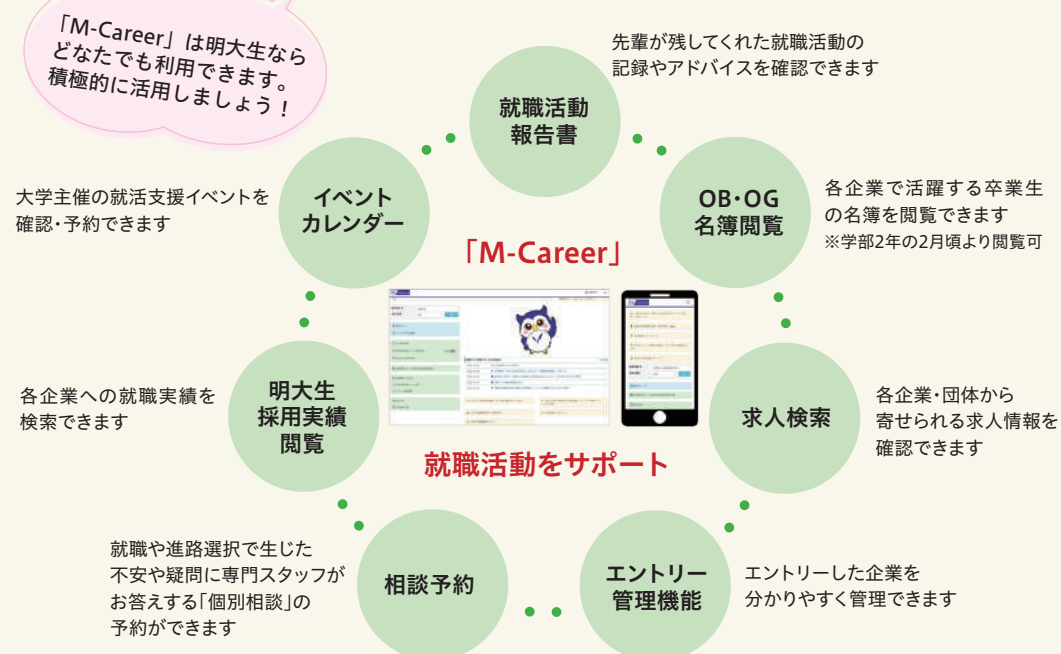 「M-Career」は明大生なら
どなたでも利用できます。
積極的に活用しましょう！
先輩が残してくれた就職活動の
記録やアドバイスを確認できます
就職活動
報告書
大学主催の就活支援イベントを
確認・予約できます
イベント
カレンダー
OB・OG
名簿閲覧
各企業で活躍する卒業生
の名簿を閲覧できます
※学部2年の2月頃より閲覧可
「M-Career」
各企業への就職実績を
検索できます
明大生
採用実績
閲覧
求人検索
各企業・団体から
寄せられる求人情報を
確認できます
就職活動をサポート
就職や進路選択で生じた
不安や疑問に専門スタッフが
お答えする「個別相談」の
予約ができます
相談予約
エントリー
管理機能
エントリーした企業を
分かりやすく管理できます